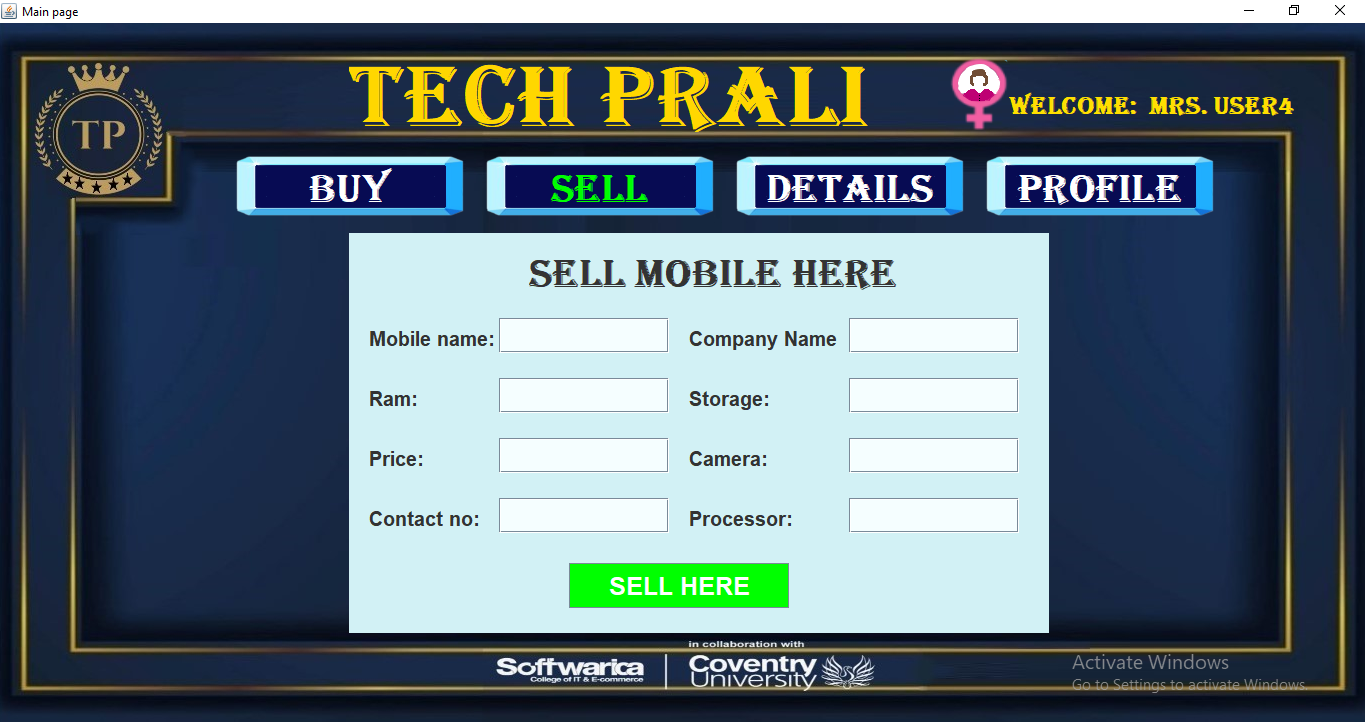 Main page
TECH PRALI
TP
WELCOME: MRS. USER4
BUY
SELL
DETAILS
PROFILE
SELL MOBILE HERE
Mobile name:
Company Name
Ram:
Storage:
Price:
Camera:
Contact no:
Processor:
SELL HERE
Softwarica
College of IT & E-commerce
in collaboration with
Coventry
University
Activate Windows
Go to Settings to activate Windows.